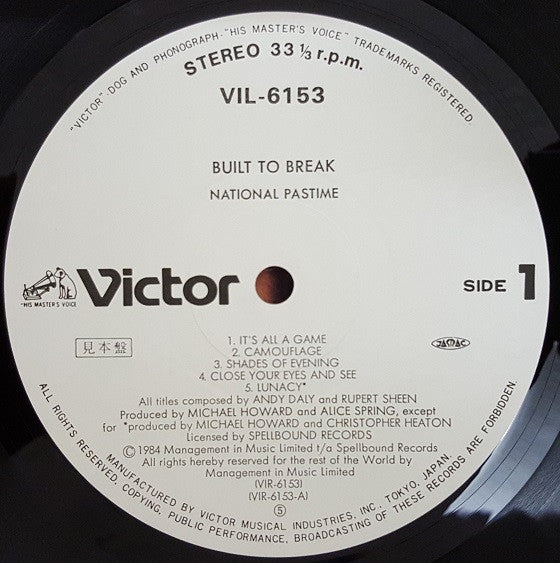 "VICTOR"-DOG AND PHONOGRAPH-"HIS MASTER'S VOICE" TRADEMARKS REGISTERED
STEREO 33 1/3 r.p.m.
VIL-6153
BUILT TO BREAK
NATIONAL PASTIME
"HIS MASTER'S VOICE"
Victor
SIDE 1
見本盤
JASRAC
1. IT'S ALL A GAME
2. CAMOUFLAGE
3. SHADES OF EVENING
4. CLOSE YOUR EYES AND SEE
5. LUNACY*
All titles composed by ANDY DALY and RUPERT SHEEN
Produced by MICHAEL HOWARD and ALICE SPRING, except
for *produced by MICHAEL HOWARD and CHRISTOPHER HEATON
Licensed by SPELLBOUND RECORDS
Ⓒ1984 Management in Music Limited t/a Spellbound Records
All rights hereby reserved for the rest of the World by
Management in Music Limited
(VIR-6153)
(VIR-6153-A)
⑤
ALL RIGHTS RESERVED. COPYING, PUBLIC PERFORMANCE, BROADCASTING OF THESE RECORDS ARE FORBIDDEN.
MANUFACTURED BY VICTOR MUSICAL INDUSTRIES, INC. TOKYO, JAPAN.